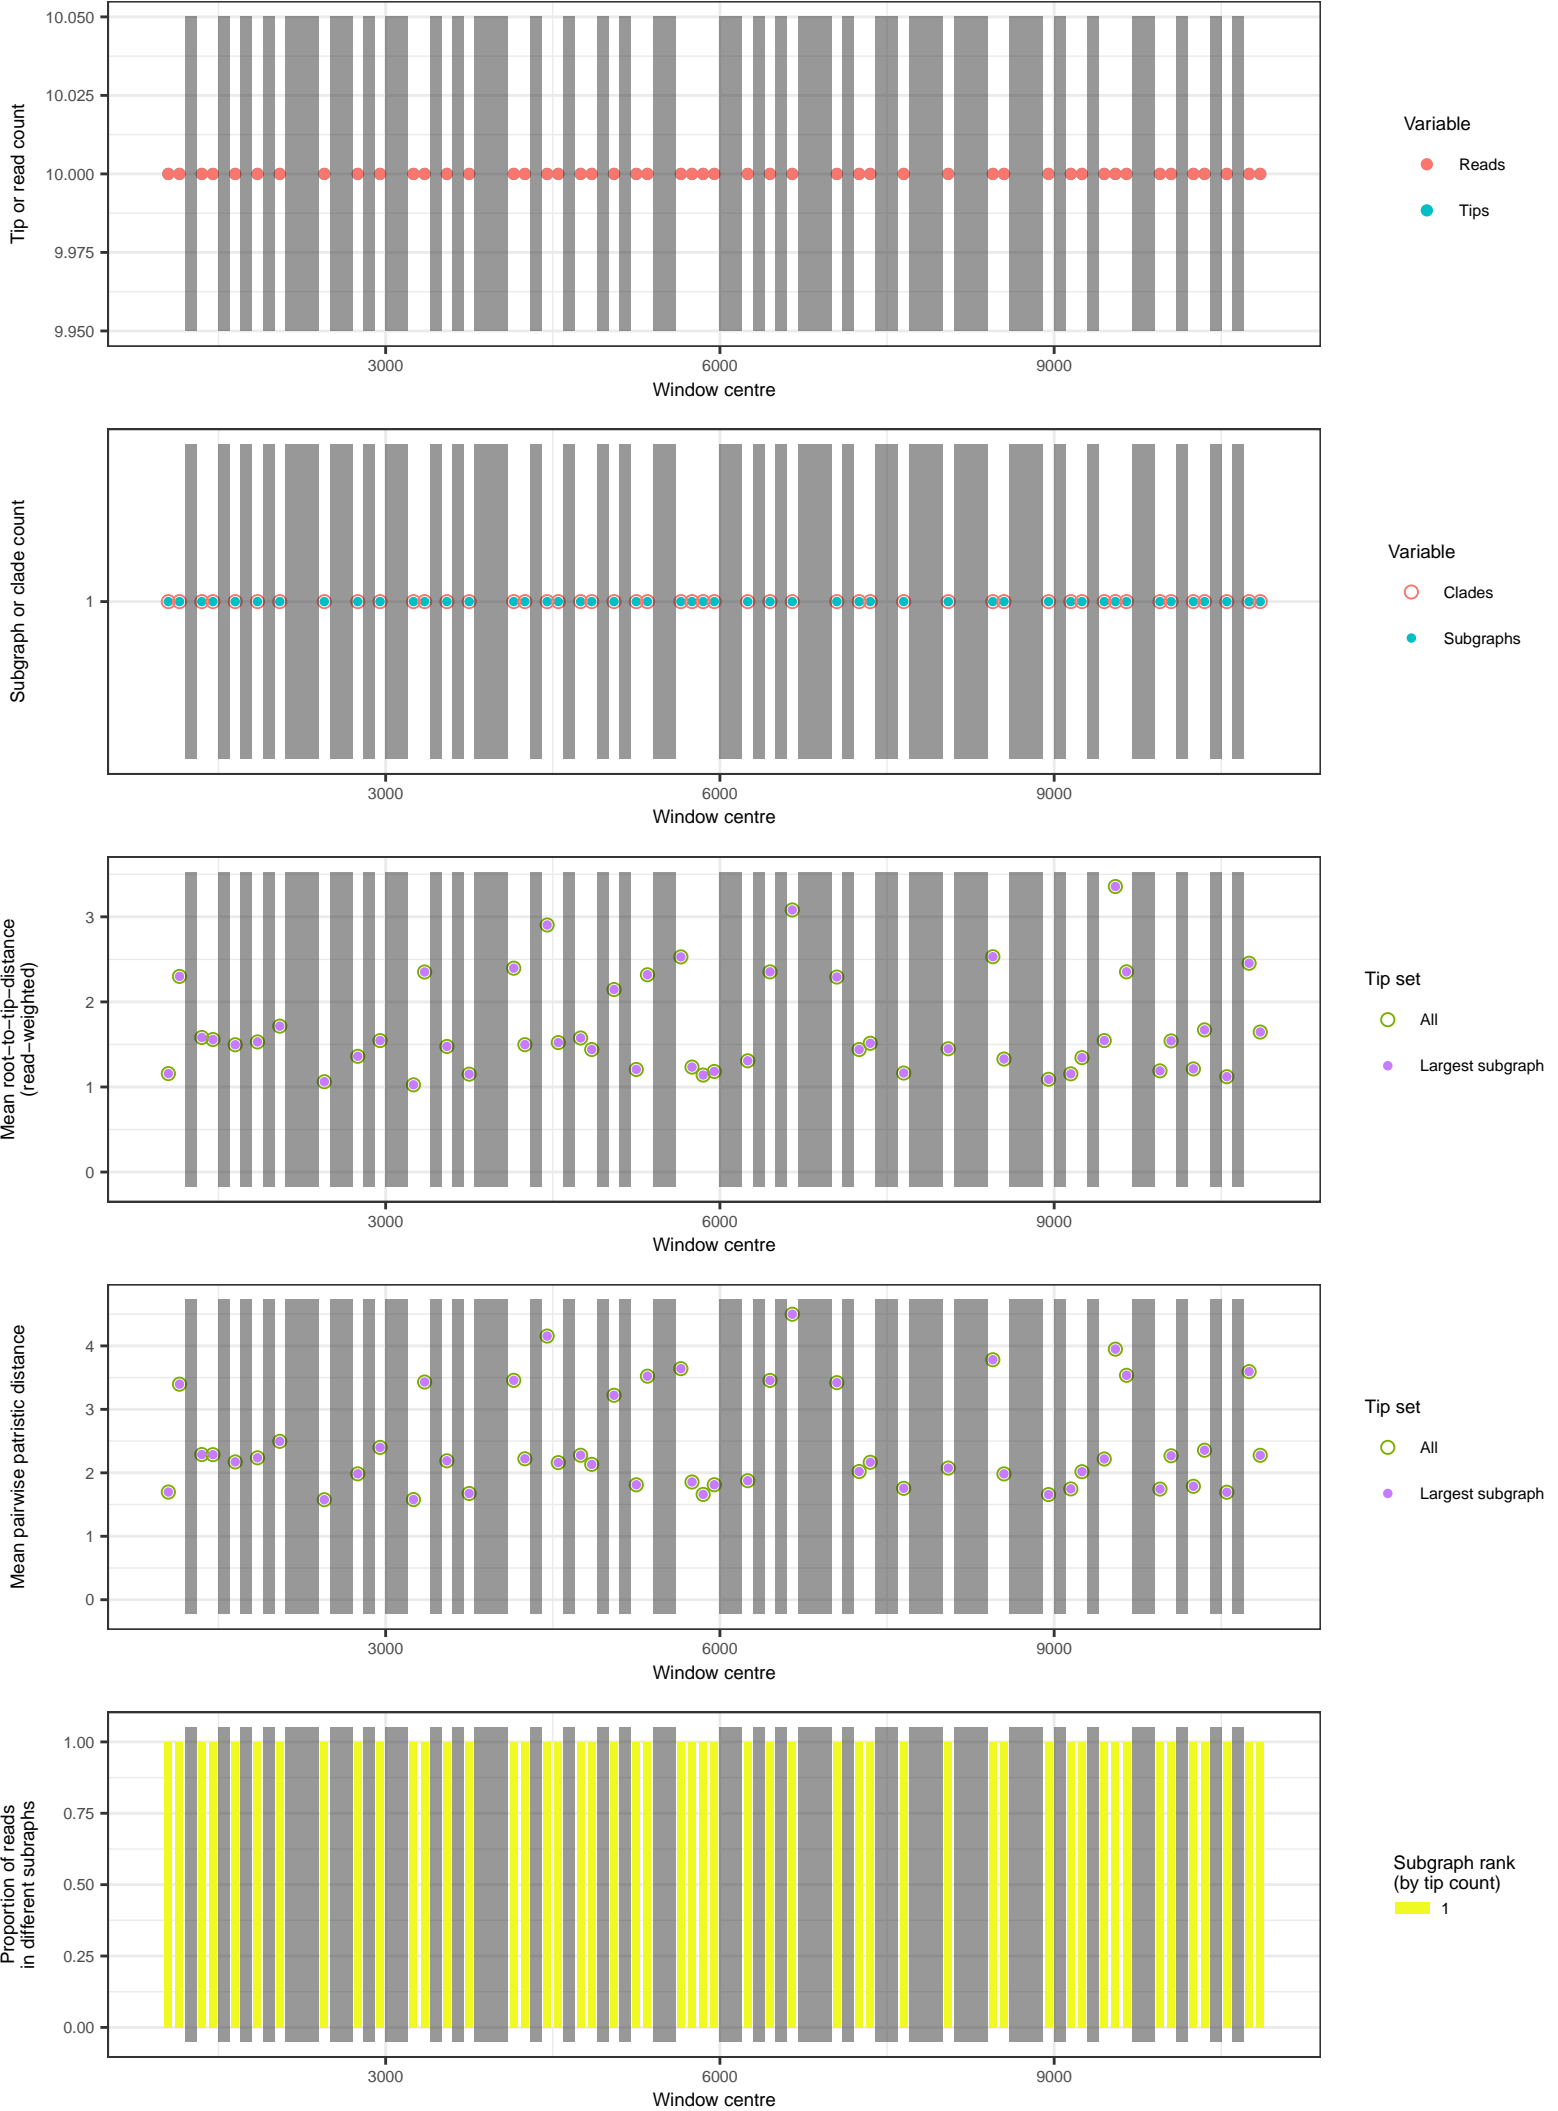 10.050
10.025
10.000
9.975
9.950
Tip or read count
3000
6000
9000
Window centre
Variable
Reads
Tips
1
Subgraph or clade count
3000
6000
9000
Window centre
Variable
Clades
Subgraphs
3
2
1
0
Mean root−to−tip−distance
(read−weighted)
3000
6000
9000
Window centre
Tip set
All
Largest subgraph
4
3
2
1
0
Mean pairwise patristic distance
3000
6000
9000
Window centre
Tip set
All
Largest subgraph
1.00
0.75
0.50
0.25
0.00
Proportion of reads
in different subraphs
3000
6000
9000
Window centre
Subgraph rank
(by tip count)
1